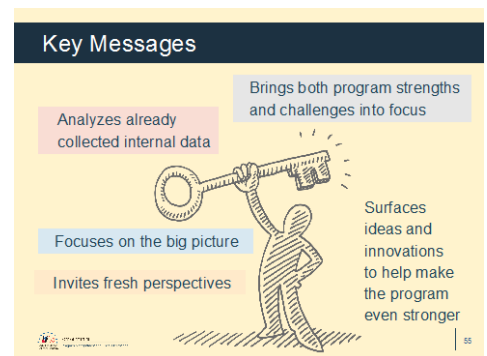 Key Messages
Brings both program strengths
and challenges into focus
Analyzes already
collected internal data
Focuses on the big picture
Invites fresh perspectives
Surfaces
ideas and
innovations
to help make
the program
even stronger
55